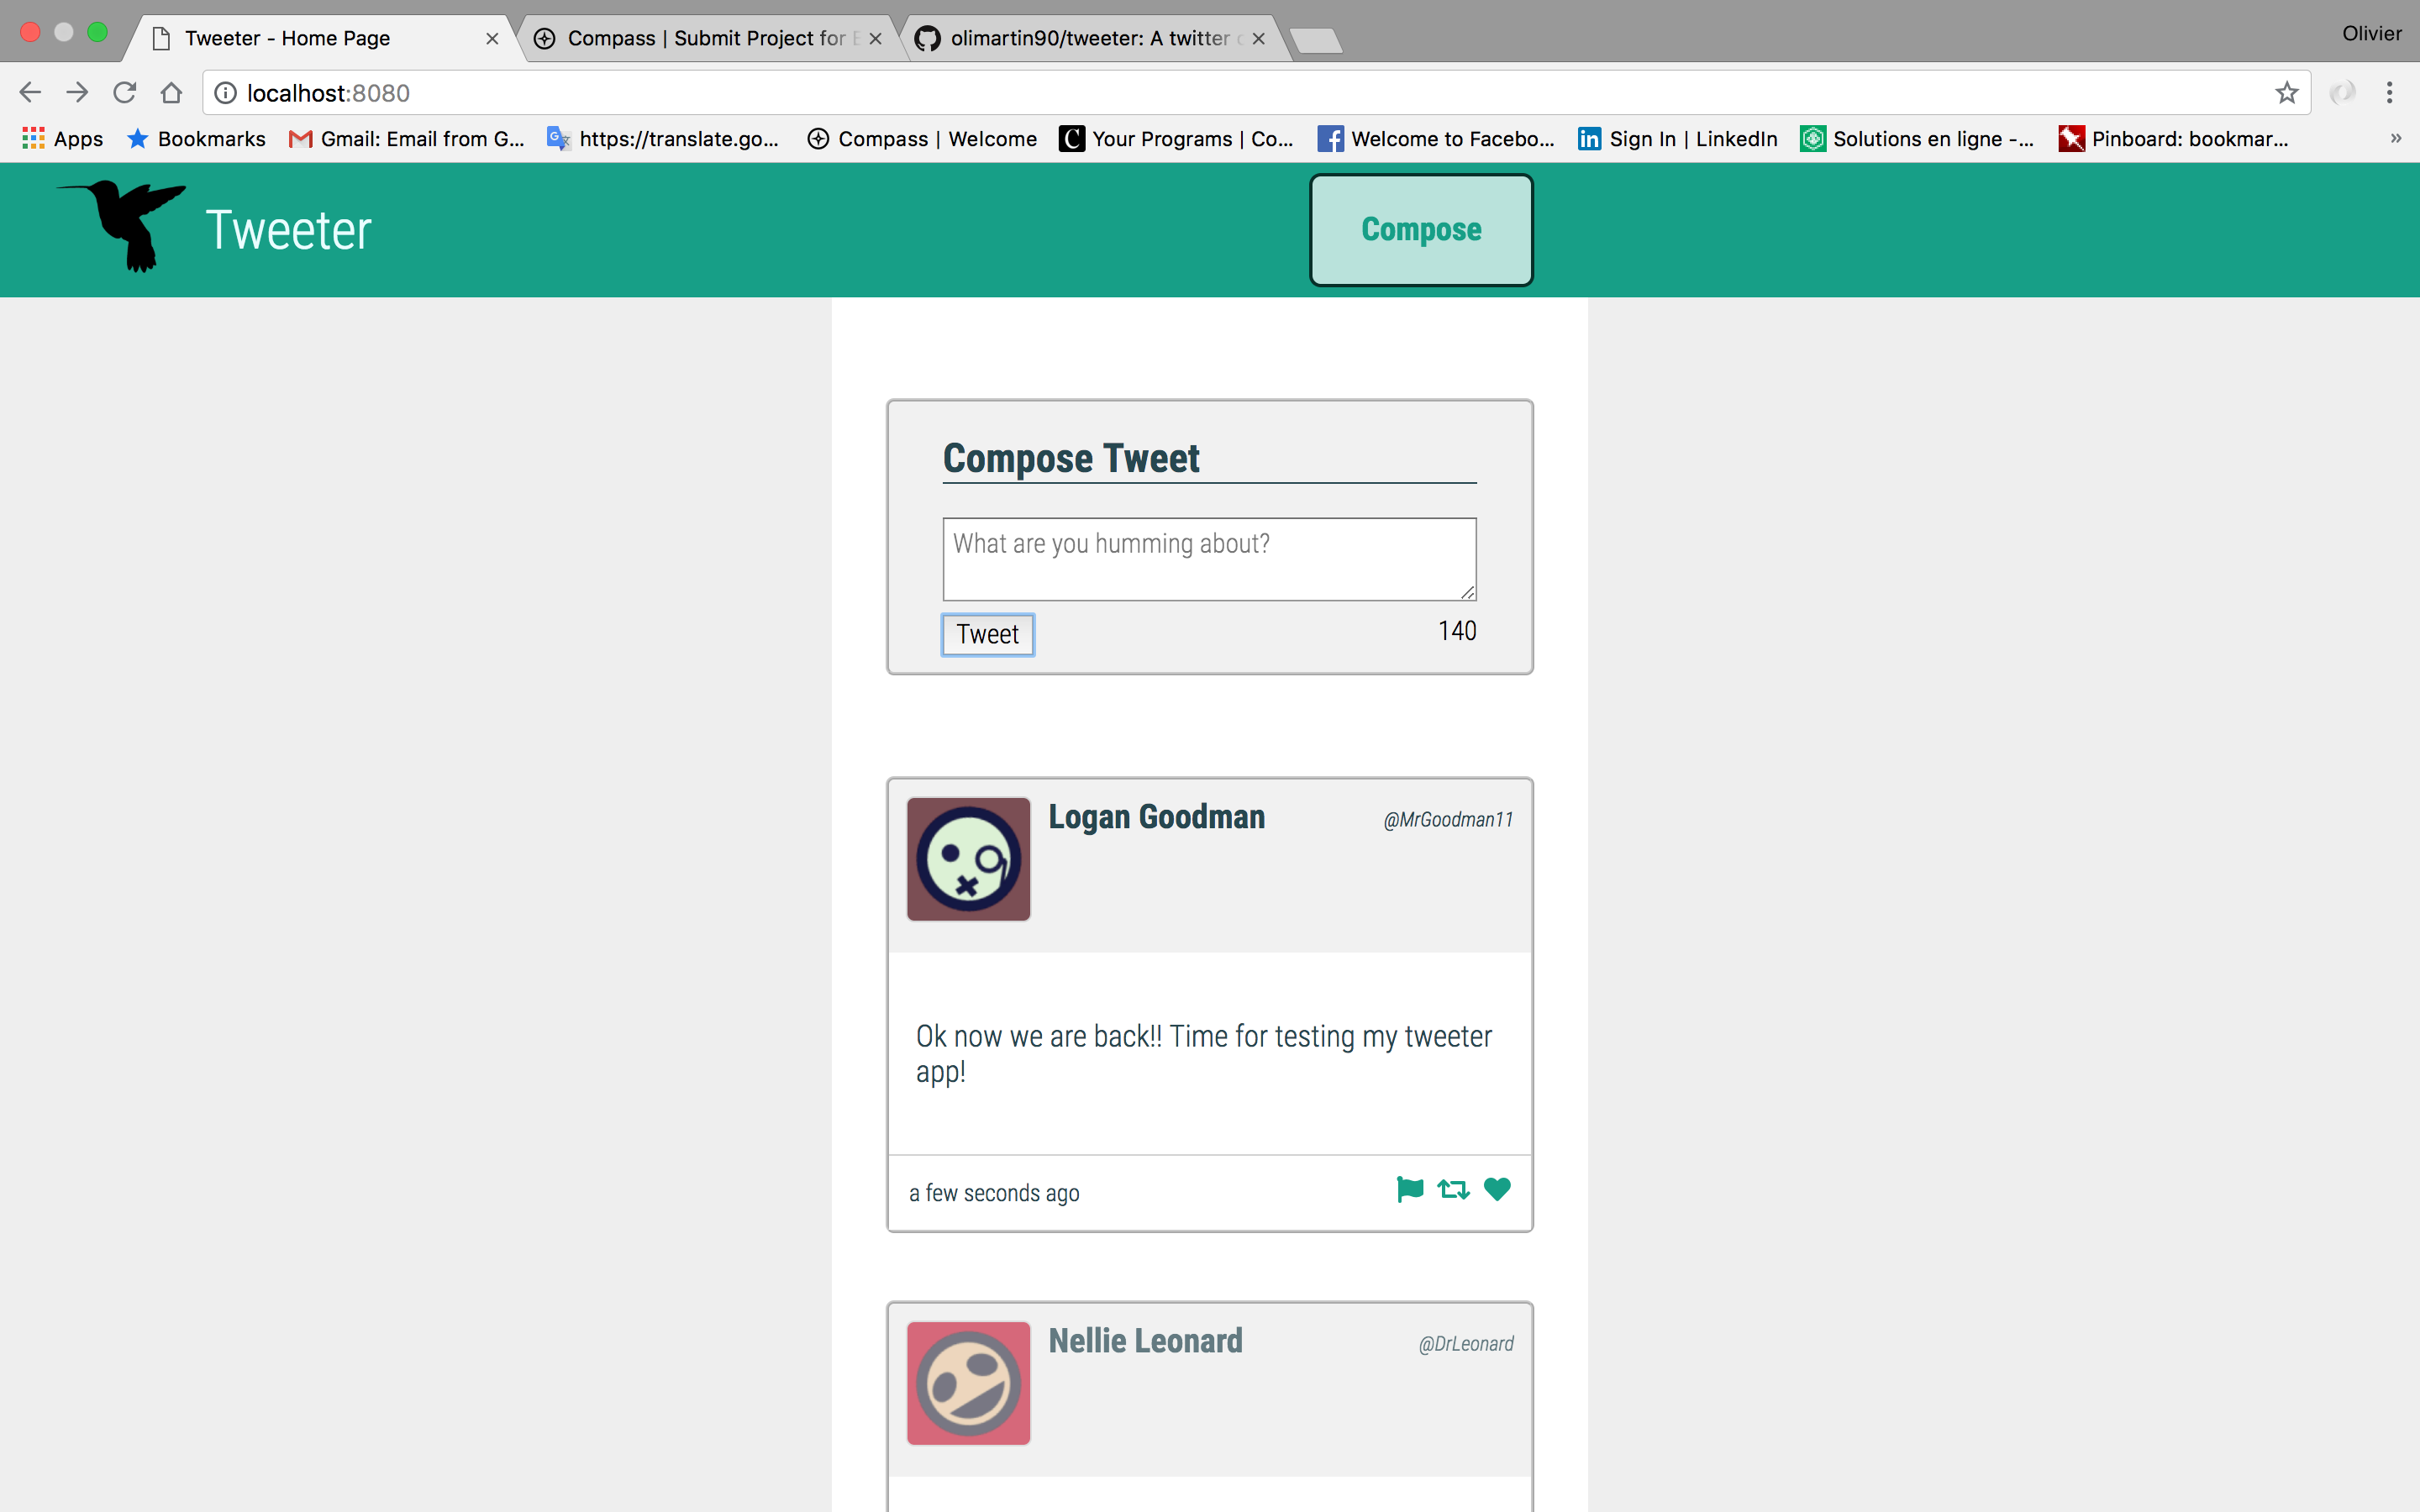 Tweeter - Home Page
Compass | Submit Project for E
olimartin90/tweeter: A twitter c
Olivier
localhost:8080
Apps
Bookmarks
Gmail: Email from G...
https://translate.go...
Compass | Welcome
Your Programs | Co...
Welcome to Facebo...
Sign In | LinkedIn
Solutions en ligne -...
Pinboard: bookmar...
»
Tweeter
Compose
Compose Tweet
What are you humming about?
Tweet
140
Logan Goodman
@MrGoodman11
Ok now we are back!! Time for testing my tweeter
app!
a few seconds ago
Nellie Leonard
@DrLeonard